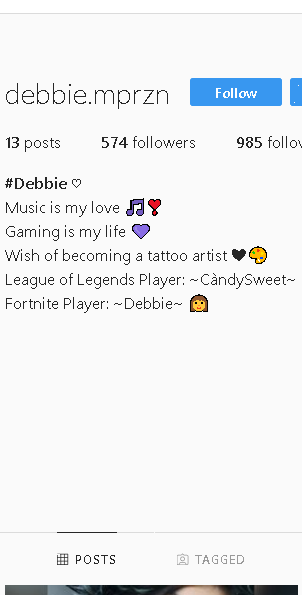 debbie.mprzn Follow
13 posts 574 followers 985 follow
#Debbie ♡
Music is my love 🎵❣
Gaming is my life 💜
Wish of becoming a tattoo artist 🖤🎨
League of Legends Player: ~CàndySweet~
Fortnite Player: ~Debbie~ 👩
POSTS TAGGED